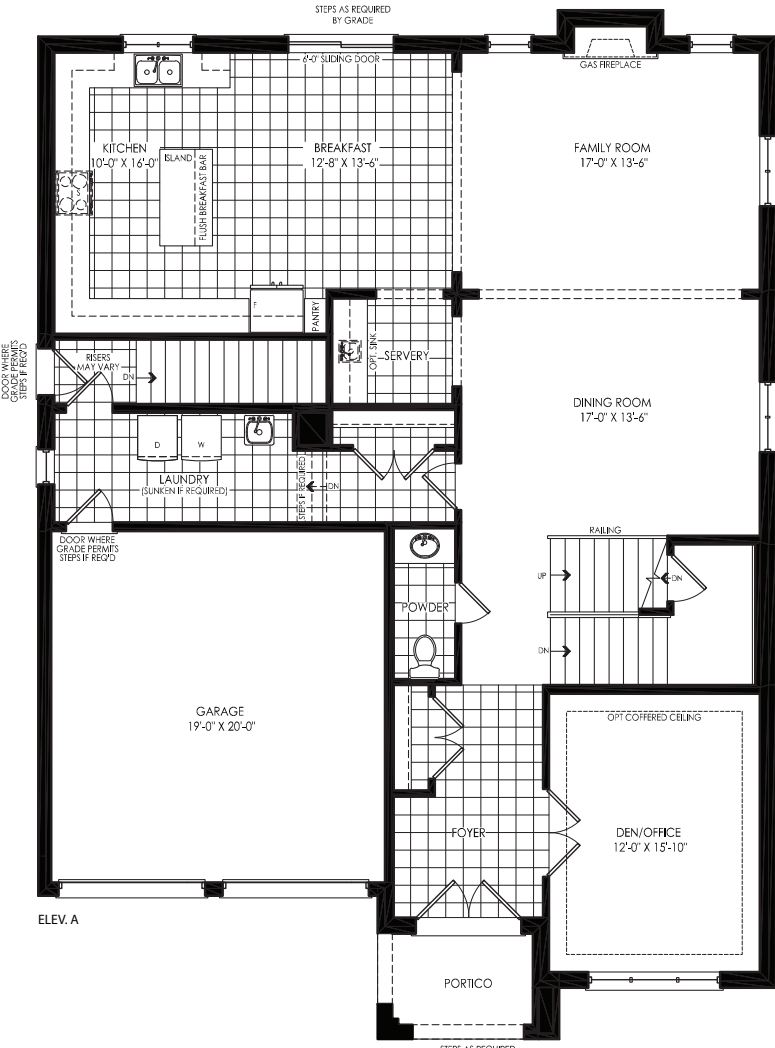 STEPS AS REQUIRED
BY GRADE
6'-0" SLIDING DOOR
GAS FIREPLACE
KITCHEN
10'-0" X 16'-0"
ISLAND
FLUSH BREAKFAST BAR
BREAKFAST
12'-8" X 13'-6"
FAMILY ROOM
17'-0" X 13'-6"
S
F
PANTRY
DOOR WHERE
GRADE PERMITS
STEPS IF REQ'D
RISERS
MAY VARY
DN
OPT. SINK
SERVERY
DINING ROOM
17'-0" X 13'-6"
D
W
LAUNDRY
(SUNKEN IF REQUIRED)
STEPS IF REQUIRED
DN
DOOR WHERE
GRADE PERMITS
STEPS IF REQ'D
RAILING
UP
DN
DN
POWDER
GARAGE
19'-0" X 20'-0"
OPT COFFERED CEILING
FOYER
DEN/OFFICE
12'-0" X 15'-10"
ELEV. A
PORTICO
STEPS AS REQUIRED